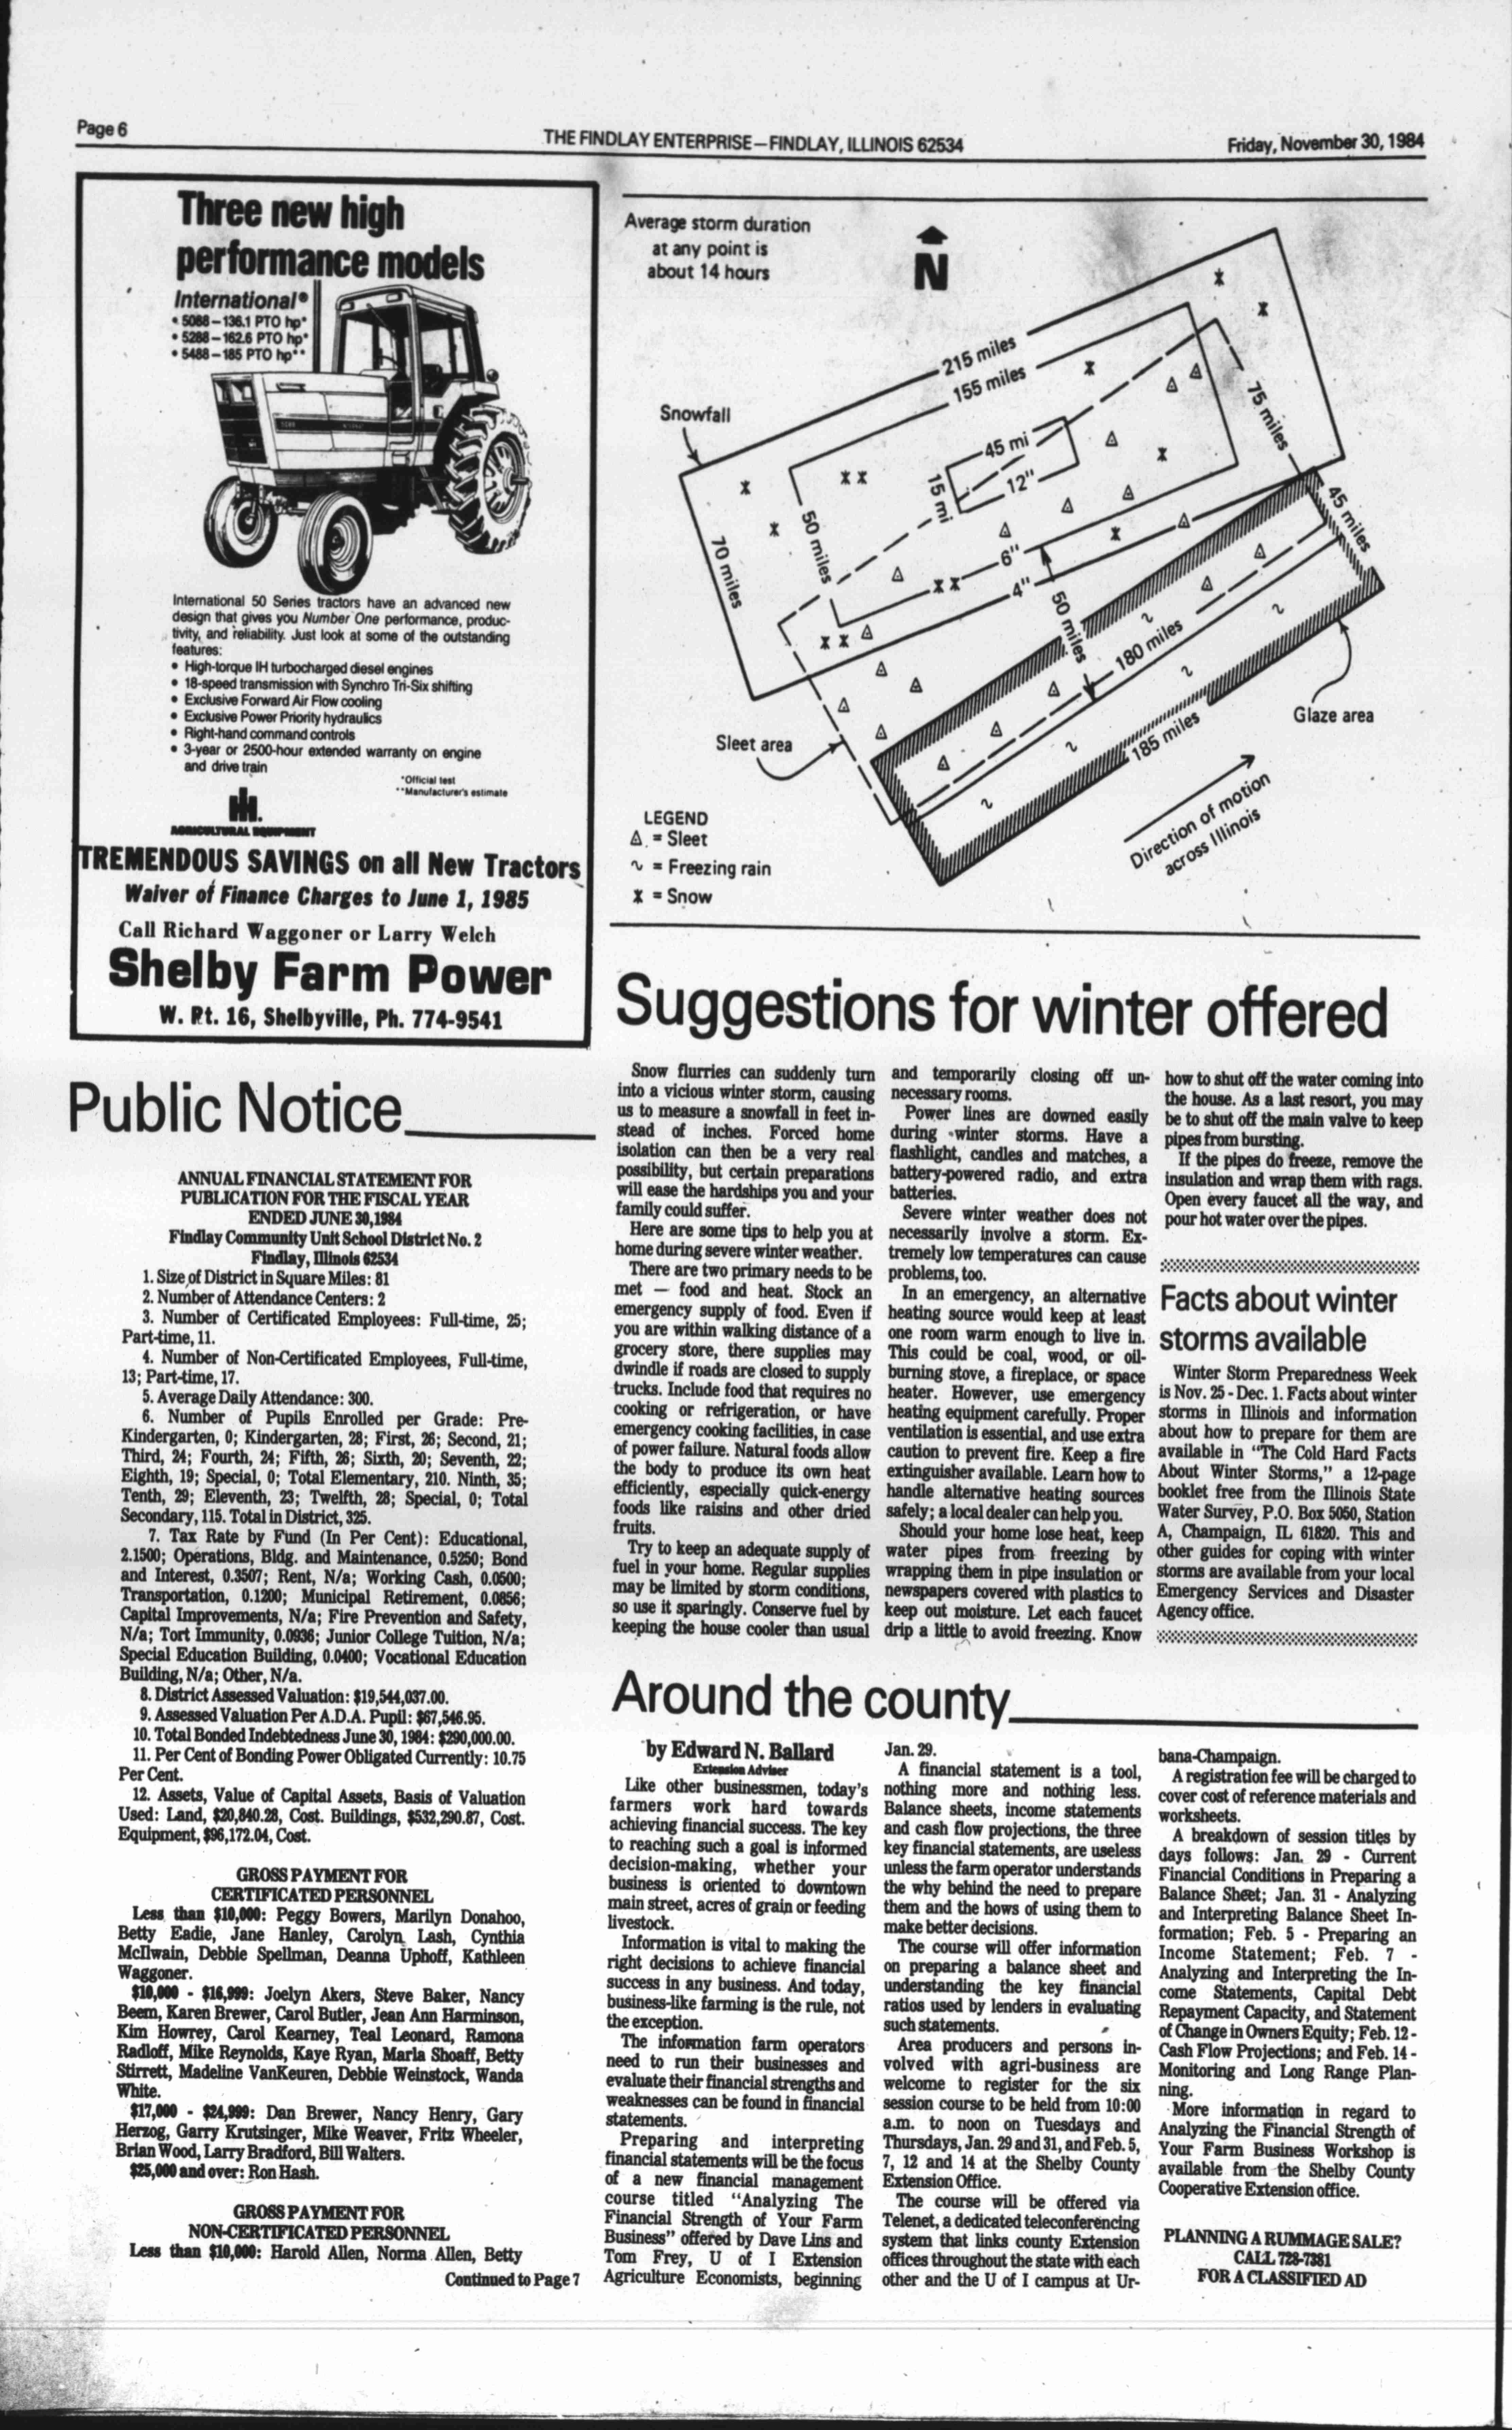 Page 6
THE FINDLAY ENTERPRISE—FINDLAY, ILLINOIS 62534
Friday, November 30, 1984
Three new high
performance models
International®
• 5088—136.1 PTO hp*
• 5288—162.6 PTO hp*
• 5488—185 PTO hp**
International 50 Series tractors have an advanced new
design that gives you Number One performance, produc-
tivity, and reliability. Just look at some of the outstanding
features:
• High-torque IH turbocharged diesel engines
• 18-speed transmission with Synchro Tri-Six shifting
• Exclusive Forward Air Flow cooling
• Exclusive Power Priority hydraulics
• Right-hand command controls
• 3-year or 2500-hour extended warranty on engine
and drive train
*Official test
**Manufacturer's estimate
AGRICULTURAL EQUIPMENT
TREMENDOUS SAVINGS on all New Tractors
Waiver of Finance Charges to June 1, 1985
Call Richard Waggoner or Larry Welch
Shelby Farm Power
W. Rt. 16, Shelbyville, Ph. 774-9541
Average storm duration
at any point is
about 14 hours
N
215 miles
155 miles
Snowfall
75 miles
45 mi
12"
15 mi
45 miles
50 miles
70 miles
6"
4"
50 miles
180 miles
185 miles
Glaze area
Sleet area
Direction of motion
across Illinois
LEGEND
= Sleet
~ = Freezing rain
= Snow
Public Notice
ANNUAL FINANCIAL STATEMENT FOR
PUBLICATION FOR THE FISCAL YEAR
ENDED JUNE 30, 1984
Findlay Community Unit School District No. 2
Findlay, Illinois 62534
1. Size of District in Square Miles: 81
2. Number of Attendance Centers: 2
3. Number of Certificated Employees: Full-time, 25;
Part-time, 11.
4. Number of Non-Certificated Employees, Full-time,
13; Part-time, 17.
5. Average Daily Attendance: 300.
6. Number of Pupils Enrolled per Grade: Pre-
Kindergarten, 0; Kindergarten, 28; First, 26; Second, 21;
Third, 24; Fourth, 24; Fifth, 26; Sixth, 20; Seventh, 22;
Eighth, 19; Special, 0; Total Elementary, 210. Ninth, 35;
Tenth, 29; Eleventh, 23; Twelfth, 28; Special, 0; Total
Secondary, 115. Total in District, 325.
7. Tax Rate by Fund (In Per Cent): Educational,
2.1500; Operations, Bldg. and Maintenance, 0.5250; Bond
and Interest, 0.3507; Rent, N/a; Working Cash, 0.0500;
Transportation, 0.1200; Municipal Retirement, 0.0856;
Capital Improvements, N/a; Fire Prevention and Safety,
N/a; Tort Immunity, 0.0936; Junior College Tuition, N/a;
Special Education Building, 0.0400; Vocational Education
Building, N/a; Other, N/a.
8. District Assessed Valuation: $19,544,037.00.
9. Assessed Valuation Per A.D.A. Pupil: $67,546.95.
10. Total Bonded Indebtedness June 30, 1984: $290,000.00.
11. Per Cent of Bonding Power Obligated Currently: 10.75
Per Cent.
12. Assets, Value of Capital Assets, Basis of Valuation
Used: Land, $20,840.28, Cost. Buildings, $532,290.87, Cost.
Equipment, $96,172.04, Cost.
GROSS PAYMENT FOR
CERTIFICATED PERSONNEL
Less than $10,000: Peggy Bowers, Marilyn Donahoo,
Betty Eadie, Jane Hanley, Carolyn Lash, Cynthia
McIlwain, Debbie Spellman, Deanna Uphoff, Kathleen
Waggoner.
$10,000 - $16,999: Joelyn Akers, Steve Baker, Nancy
Beem, Karen Brewer, Carol Butler, Jean Ann Harminson,
Kim Howrey, Carol Kearney, Teal Leonard, Ramona
Radloff, Mike Reynolds, Kaye Ryan, Marla Shoaff, Betty
Stirrett, Madeline VanKeuren, Debbie Weinstock, Wanda
White.
$17,000 - $24,999: Dan Brewer, Nancy Henry, Gary
Herzog, Garry Krutsinger, Mike Weaver, Fritz Wheeler,
Brian Wood, Larry Bradford, Bill Walters.
$25,000 and over: Ron Hash.
GROSS PAYMENT FOR
NON-CERTIFICATED PERSONNEL
Less than $10,000: Harold Allen, Norma Allen, Betty
Continued to Page 7
Suggestions for winter offered
Snow flurries can suddenly turn
into a vicious winter storm, causing
us to measure a snowfall in feet in-
stead of inches. Forced home
isolation can then be a very real
possibility, but certain preparations
will ease the hardships you and your
family could suffer.
Here are some tips to help you at
home during severe winter weather.
There are two primary needs to be
met — food and heat. Stock an
emergency supply of food. Even if
you are within walking distance of a
grocery store, there supplies may
dwindle if roads are closed to supply
trucks. Include food that requires no
cooking or refrigeration, or have
emergency cooking facilities, in case
of power failure. Natural foods allow
the body to produce its own heat
efficiently, especially quick-energy
foods like raisins and other dried
fruits.
Try to keep an adequate supply of
fuel in your home. Regular supplies
may be limited by storm conditions,
so use it sparingly. Conserve fuel by
keeping the house cooler than usual
and temporarily closing off un-
necessary rooms.
Power lines are downed easily
during winter storms. Have a
flashlight, candles and matches, a
battery-powered radio, and extra
batteries.
Severe winter weather does not
necessarily involve a storm. Ex-
tremely low temperatures can cause
problems, too.
In an emergency, an alternative
heating source would keep at least
one room warm enough to live in.
This could be coal, wood, or oil-
burning stove, a fireplace, or space
heater. However, use emergency
heating equipment carefully. Proper
ventilation is essential, and use extra
caution to prevent fire. Keep a fire
extinguisher available. Learn how to
handle alternative heating sources
safely; a local dealer can help you.
Should your home lose heat, keep
water pipes from freezing by
wrapping them in pipe insulation or
newspapers covered with plastics to
keep out moisture. Let each faucet
drip a little to avoid freezing. Know
how to shut off the water coming into
the house. As a last resort, you may
be to shut off the main valve to keep
pipes from bursting.
If the pipes do freeze, remove the
insulation and wrap them with rags.
Open every faucet all the way, and
pour hot water over the pipes.
Facts about winter
storms available
Winter Storm Preparedness Week
is Nov. 25 - Dec. 1. Facts about winter
storms in Illinois and information
about how to prepare for them are
available in "The Cold Hard Facts
About Winter Storms," a 12-page
booklet free from the Illinois State
Water Survey, P.O. Box 5050, Station
A, Champaign, IL 61820. This and
other guides for coping with winter
storms are available from your local
Emergency Services and Disaster
Agency office.
Around the county
by Edward N. Ballard
Extension Adviser
Like other businessmen, today's
farmers work hard towards
achieving financial success. The key
to reaching such a goal is informed
decision-making, whether your
business is oriented to downtown
main street, acres of grain or feeding
livestock.
Information is vital to making the
right decisions to achieve financial
success in any business. And today,
business-like farming is the rule, not
the exception.
The information farm operators
need to run their businesses and
evaluate their financial strengths and
weaknesses can be found in financial
statements.
Preparing and interpreting
financial statements will be the focus
of a new financial management
course titled "Analyzing The
Financial Strength of Your Farm
Business" offered by Dave Lins and
Tom Frey, U of I Extension
Agriculture Economists, beginning
Jan. 29.
A financial statement is a tool,
nothing more and nothing less.
Balance sheets, income statements
and cash flow projections, the three
key financial statements, are useless
unless the farm operator understands
the why behind the need to prepare
them and the hows of using them to
make better decisions.
The course will offer information
on preparing a balance sheet and
understanding the key financial
ratios used by lenders in evaluating
such statements.
Area producers and persons in-
volved with agri-business are
welcome to register for the six
session course to be held from 10:00
a.m. to noon on Tuesdays and
Thursdays, Jan. 29 and 31, and Feb. 5,
7, 12 and 14 at the Shelby County
Extension Office.
The course will be offered via
Telenet, a dedicated teleconferencing
system that links county Extension
offices throughout the state with each
other and the U of I campus at Ur-
bana-Champaign.
A registration fee will be charged to
cover cost of reference materials and
worksheets.
A breakdown of session titles by
days follows: Jan. 29 - Current
Financial Conditions in Preparing a
Balance Sheet; Jan. 31 - Analyzing
and Interpreting Balance Sheet In-
formation; Feb. 5 - Preparing an
Income Statement; Feb. 7 -
Analyzing and Interpreting the In-
come Statements, Capital Debt
Repayment Capacity, and Statement
of Change in Owners Equity; Feb. 12 -
Cash Flow Projections; and Feb. 14 -
Monitoring and Long Range Plan-
ning.
More information in regard to
Analyzing the Financial Strength of
Your Farm Business Workshop is
available from the Shelby County
Cooperative Extension office.
PLANNING A RUMMAGE SALE?
CALL 728-7381
FOR A CLASSIFIED AD